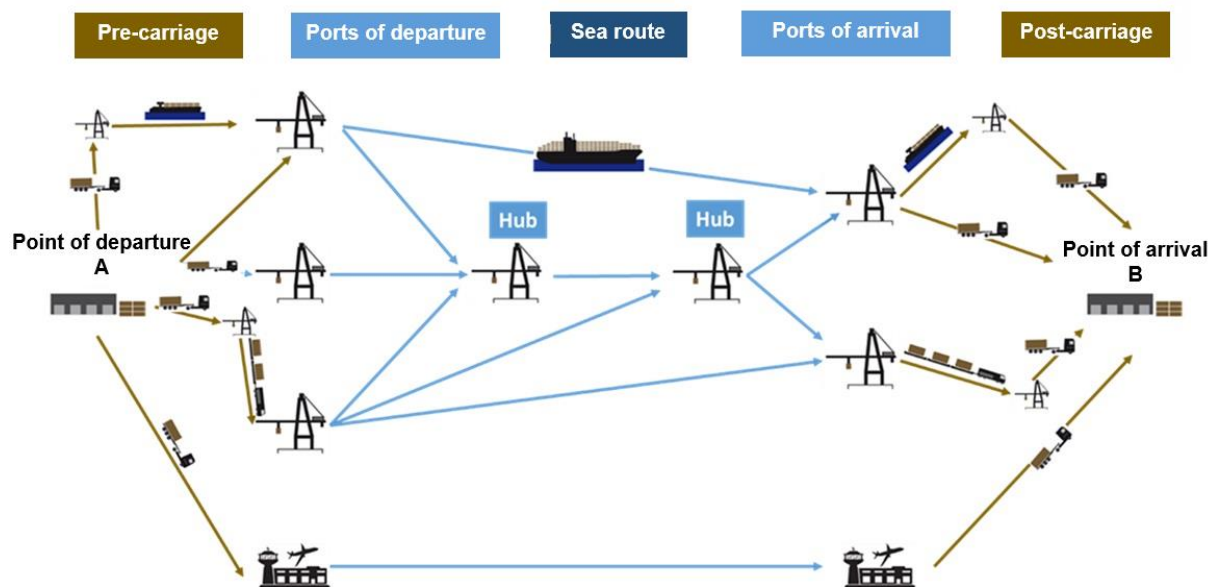 Pre-carriage
Ports of departure
Sea route
Ports of arrival
Post-carriage
Hub
Hub
Point of departure
A
Point of arrival
B